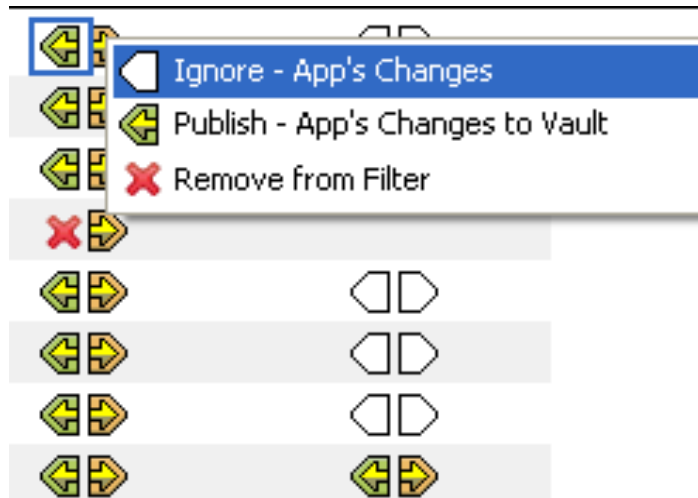 Ignore - App's Changes
Publish - App's Changes to Vault
Remove from Filter